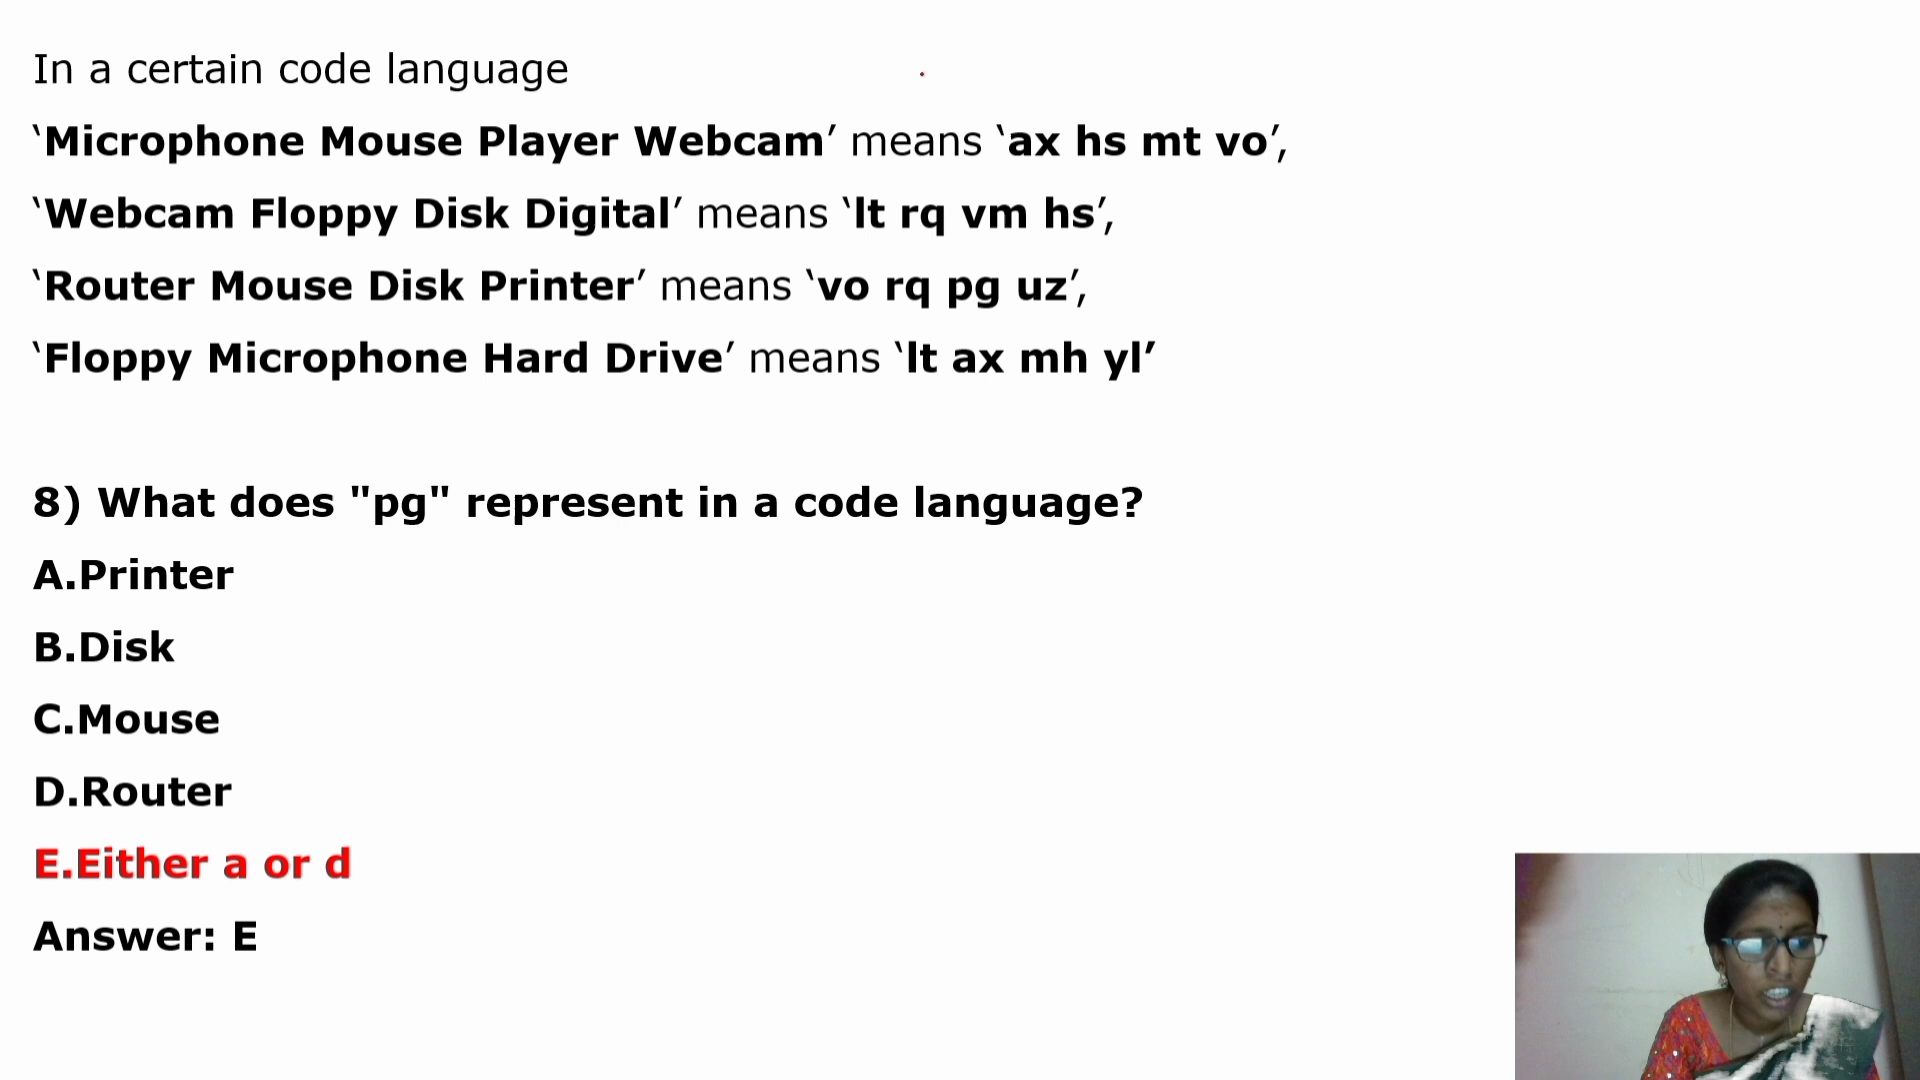 In a certain code language
‘Microphone Mouse Player Webcam’ means ‘ax hs mt vo’,
‘Webcam Floppy Disk Digital’ means ‘lt rq vm hs’,
‘Router Mouse Disk Printer’ means ‘vo rq pg uz’,
‘Floppy Microphone Hard Drive’ means ‘lt ax mh yl’
8) What does "pg" represent in a code language?
A.Printer
B.Disk
C.Mouse
D.Router
E.Either a or d
Answer: E